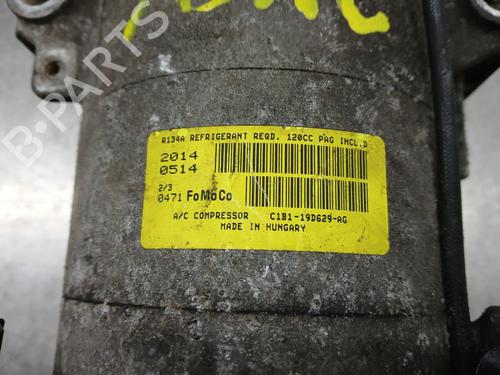 R134A REFRIGERANT REQD. 120CC PAG INCL.D
2014
0514
2/3
0471 FoMoCo
A/C COMPRESSOR C1B1-19D629-AG
MADE IN HUNGARY